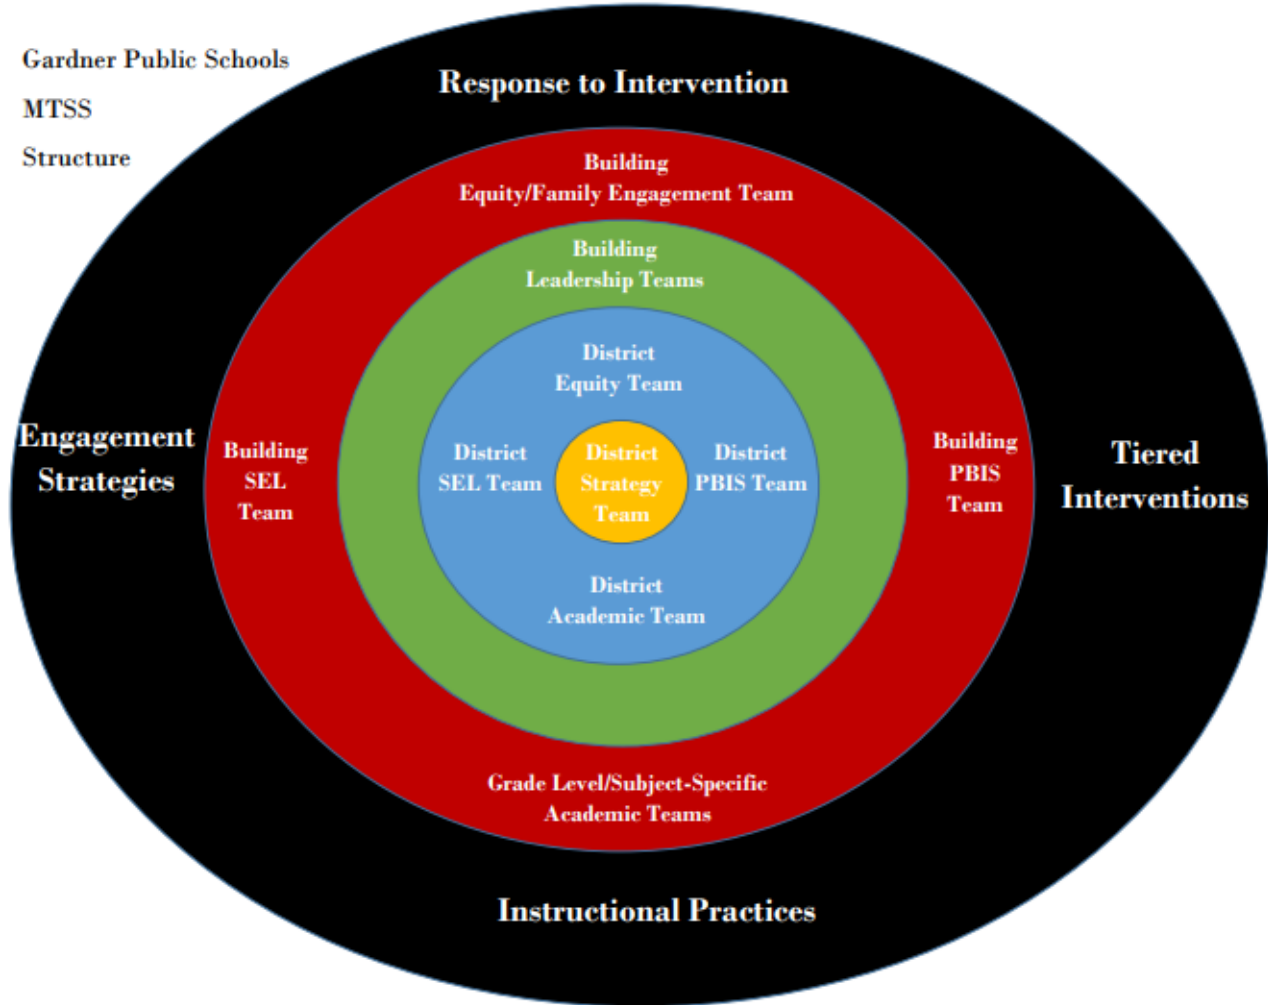 Gardner Public Schools
MTSS
Structure
Response to Intervention
Building
Equity/Family Engagement Team
Building
Leadership Teams
District
Equity Team
Engagement
Strategies
Building
SEL
Team
District
SEL Team
District
Strategy
Team
District
PBIS Team
Building
PBIS
Team
Tiered
Interventions
District
Academic Team
Grade Level/Subject-Specific
Academic Teams
Instructional Practices